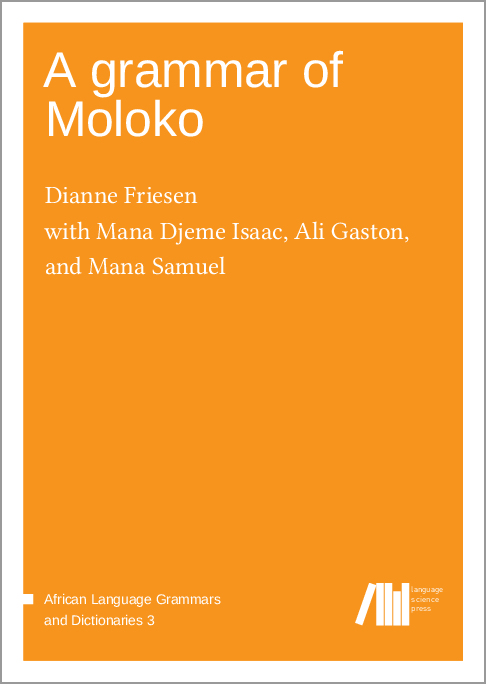 A grammar of
Moloko
Dianne Friesen
with Mana Djeme Isaac, Ali Gaston,
and Mana Samuel
African Language Grammars
and Dictionaries 3
language
science
press